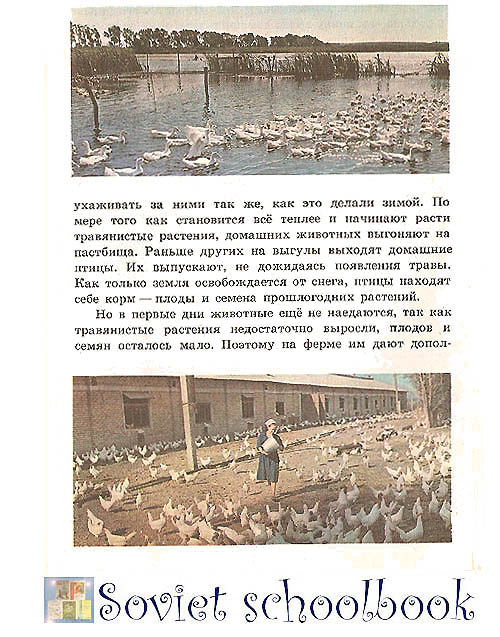 ухаживать за ними так же, как это делали зимой. По
мере того как становится всё теплее и начинают расти
травянистые растения, домашних животных выгоняют на
пастбища. Раньше других на выгулы выходят домашние
птицы. Их выпускают, не дожидаясь появления травы.
Как только земля освобождается от снега, птицы находят
себе корм — плоды и семена прошлогодних растений.
Но в первые дни животные ещё не наедаются, так как
травянистые растения недостаточно выросли, плодов и
семян осталось мало. Поэтому на ферме им дают допол-
Soviet schoolbook